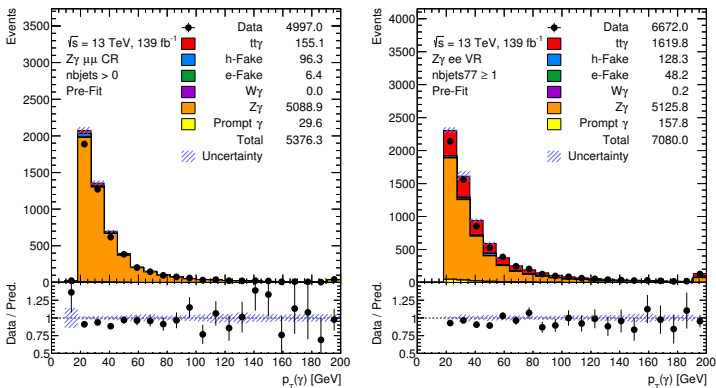 Events
3500
3000
2500
2000
1500
1000
500
0
√s = 13 TeV, 139 fb⁻¹
Zγ μμ CR
nbjets > 0
Pre-Fit
Data 4997.0
ttγ 155.1
h-Fake 96.3
e-Fake 6.4
Wγ 0.0
Zγ 5088.9
Prompt γ 29.6
Total 5376.3
Uncertainty
Data / Pred.
1.25
1
0.75
0.5
0 20 40 60 80 100 120 140 160 180 200
p_T(γ) [GeV]
Events
4000
3500
3000
2500
2000
1500
1000
500
0
√s = 13 TeV, 139 fb⁻¹
Zγ ee VR
nbjets77 ≥ 1
Pre-Fit
Data 6672.0
ttγ 1619.8
h-Fake 128.3
e-Fake 48.2
Wγ 0.2
Zγ 5125.8
Prompt γ 157.8
Total 7080.0
Uncertainty
Data / Pred.
1.25
1
0.75
0.5
0 20 40 60 80 100 120 140 160 180 200
p_T(γ) [GeV]